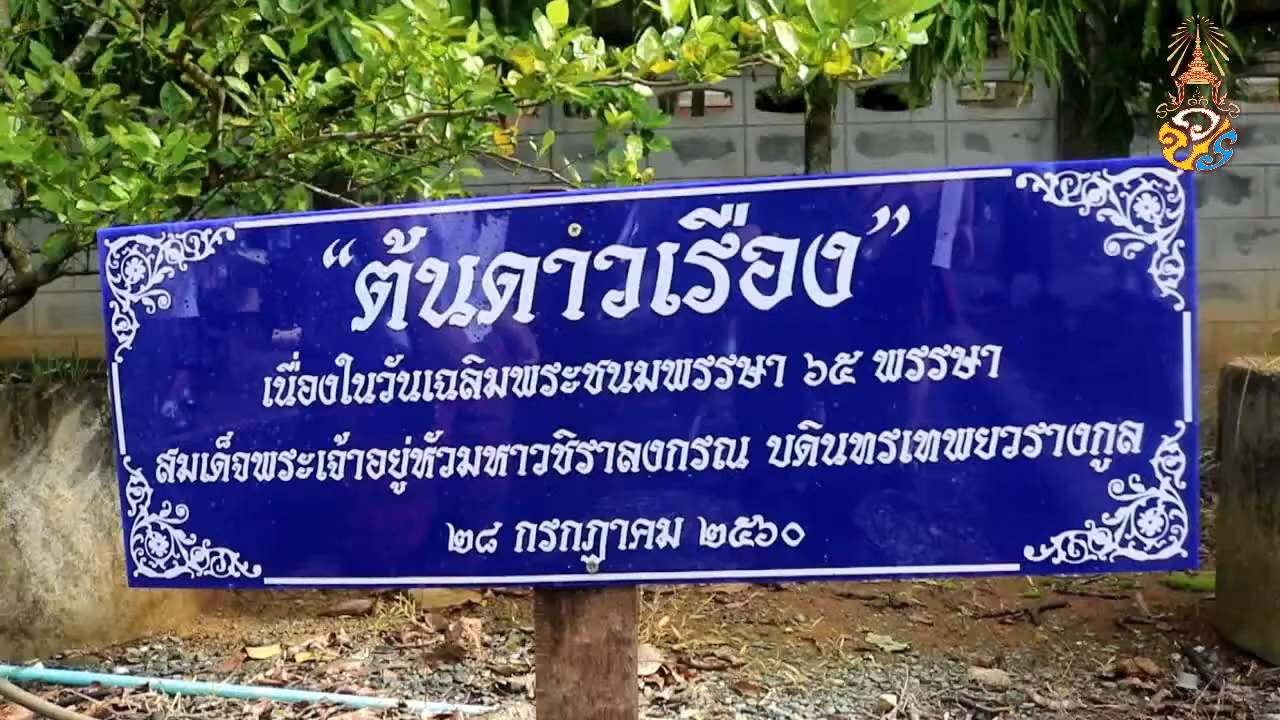 “ต้นดาวเรือง”
เนื่องในวันเฉลิมพระชนมพรรษา ๖๕ พรรษา
สมเด็จพระเจ้าอยู่หัวมหาวชิราลงกรณ บดินทรเทพยวรางกูล
๒๘ กรกฎาคม ๒๕๖๐